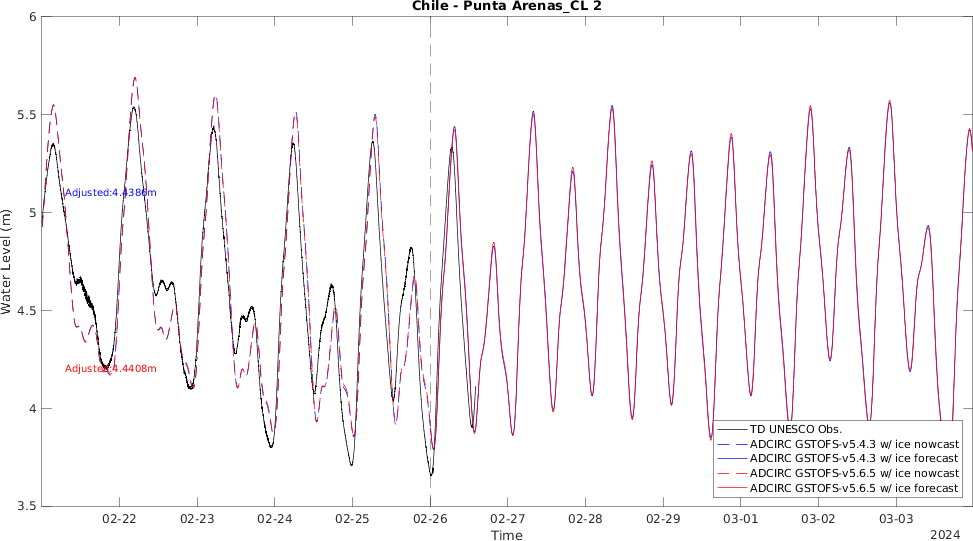 Chile - Punta Arenas_CL 2
6
5.5
5
4.5
4
3.5
Water Level (m)
Adjusted:4.4386m
Adjusted:4.4408m
TD UNESCO Obs.
ADCIRC GSTOFS-v5.4.3 w/ ice nowcast
ADCIRC GSTOFS-v5.4.3 w/ ice forecast
ADCIRC GSTOFS-v5.6.5 w/ ice nowcast
ADCIRC GSTOFS-v5.6.5 w/ ice forecast
02-22 02-23 02-24 02-25 02-26 02-27 02-28 02-29 03-01 03-02 03-03
Time
2024